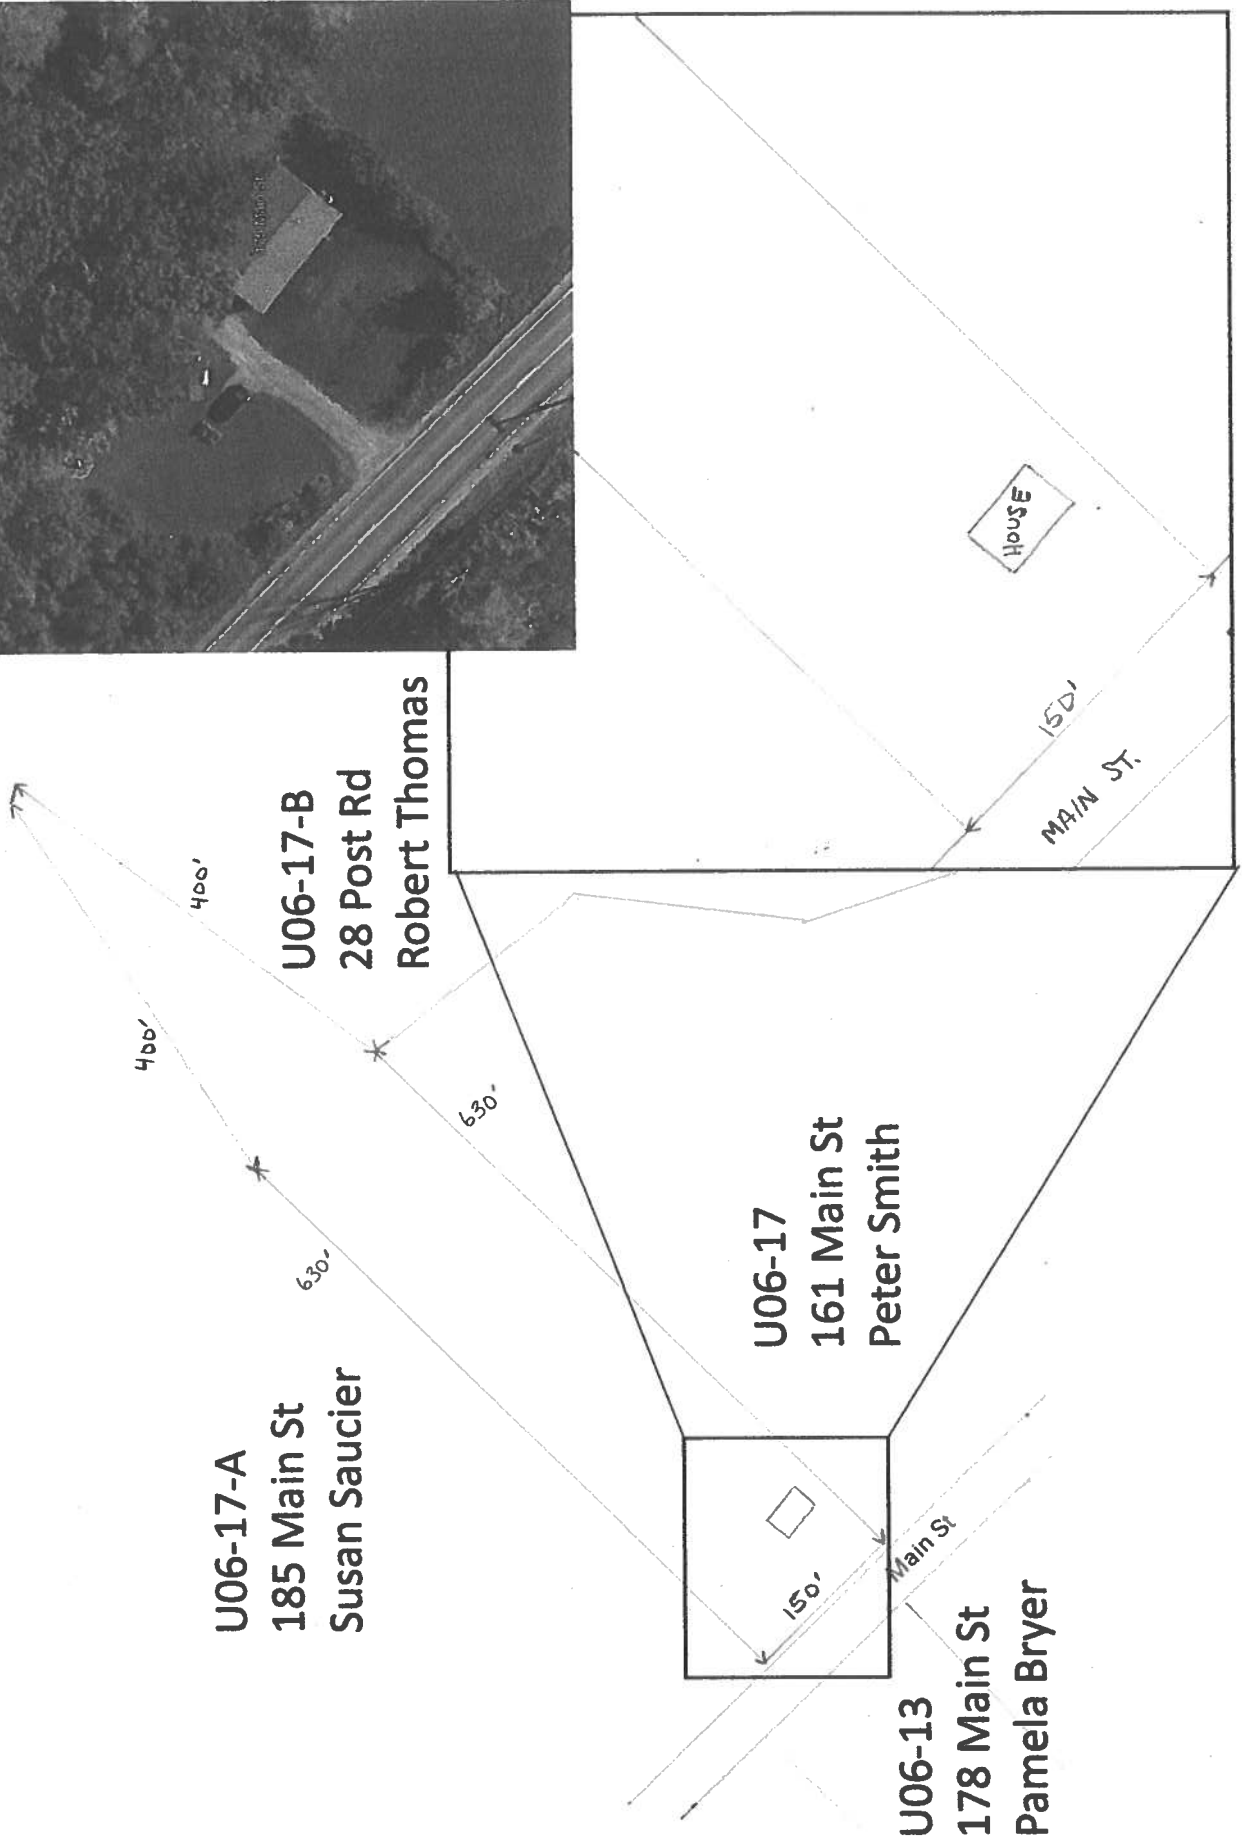 U06-17-A
185 Main St
Susan Saucier
400'
400'
U06-17-B
28 Post Rd
Robert Thomas
630'
630'
U06-17
161 Main St
Peter Smith
150'
Main St
U06-13
178 Main St
Pamela Bryer
HOUSE
150'
MAIN ST.